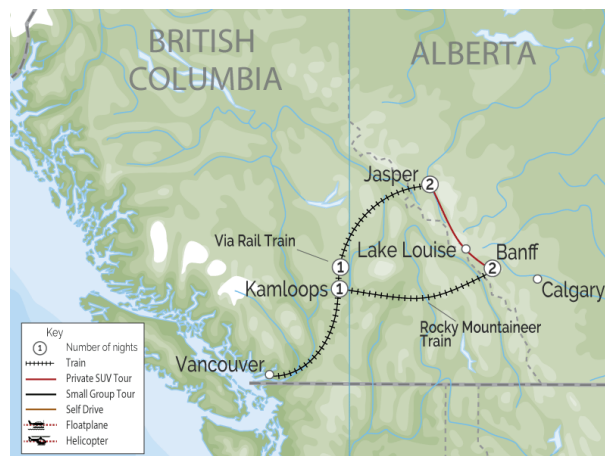 BRITISH
COLUMBIA
ALBERTA
Jasper
2
Via Rail Train
Lake Louise
Banff
1
2
Kamloops
1
Calgary
Rocky Mountaineer
Train
Vancouver
Key
1 Number of nights
Train
Private SUV Tour
Small Group Tour
Self Drive
Floatplane
Helicopter